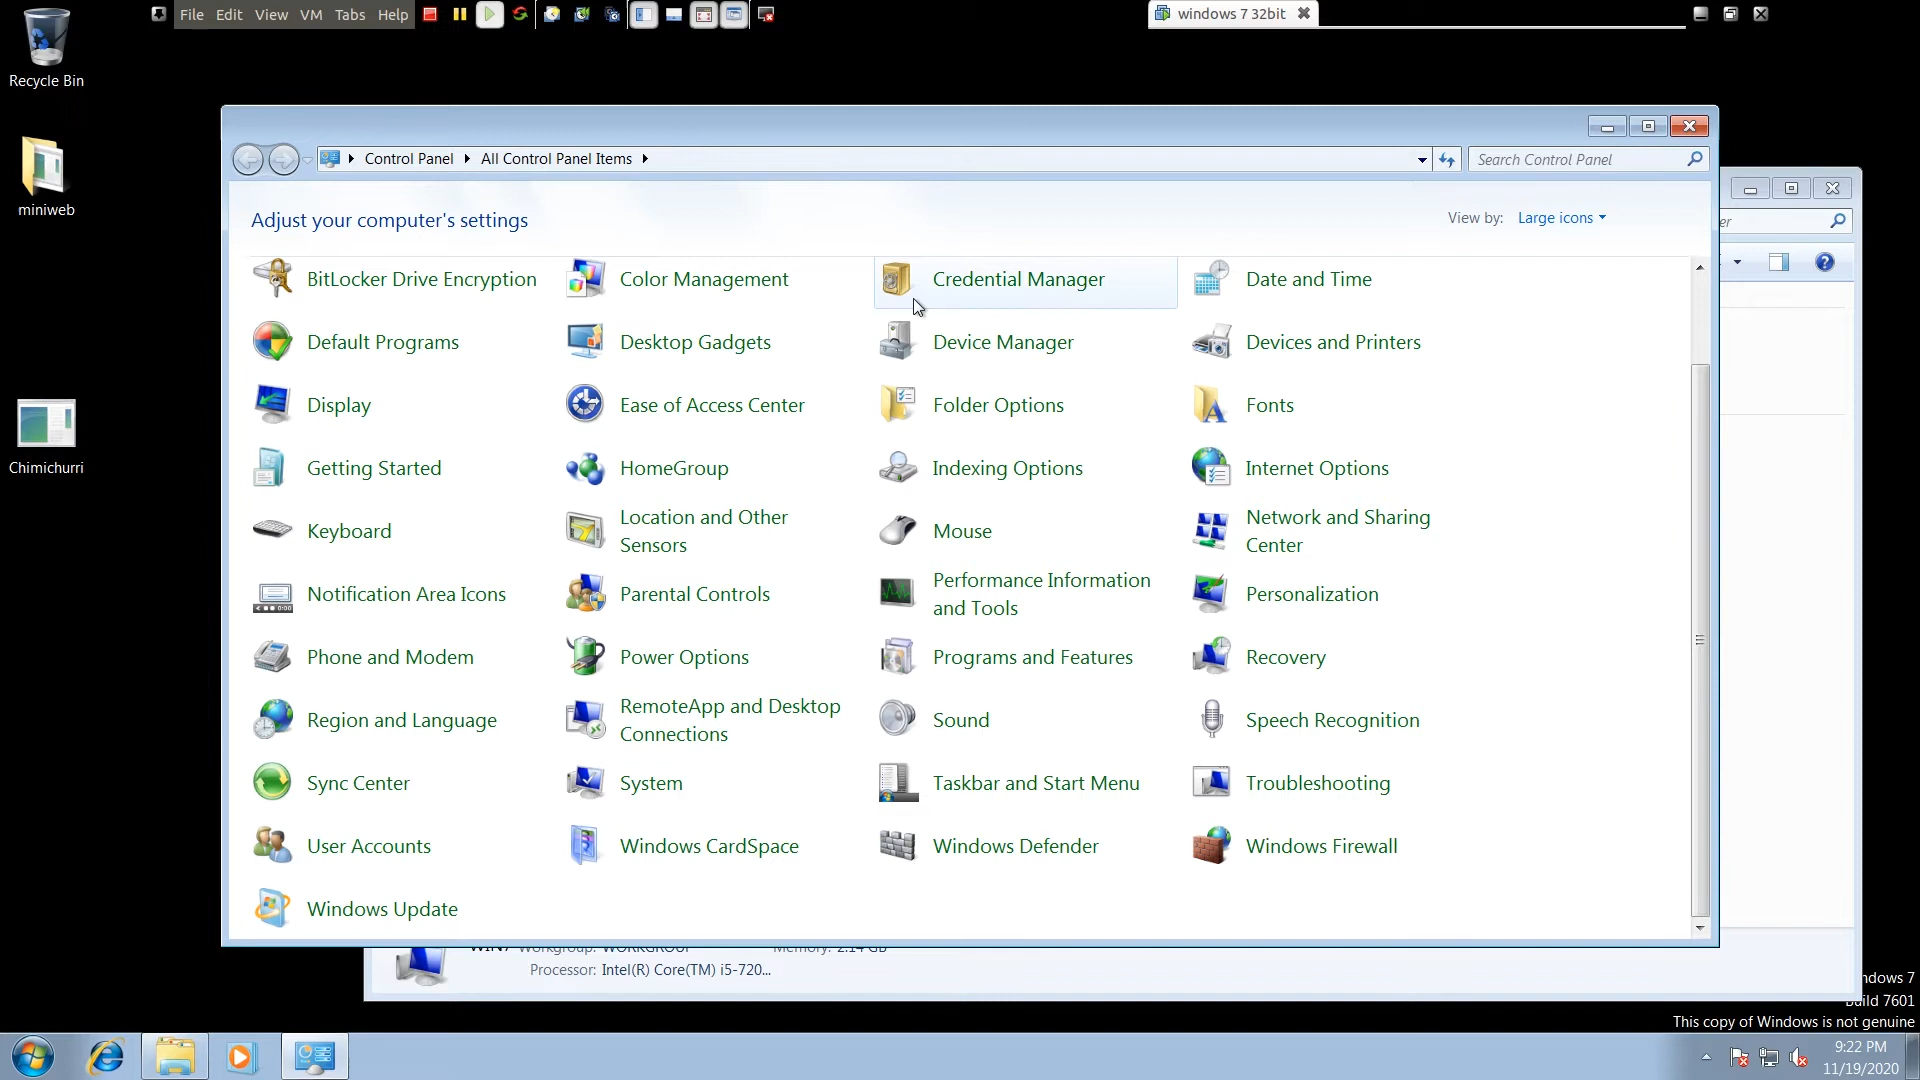 File Edit View VM Tabs Help
windows 7 32bit
Recycle Bin
miniweb
Chimichurri
Control Panel All Control Panel Items
Search Control Panel
Adjust your computer's settings
View by: Large icons
BitLocker Drive Encryption
Color Management
Credential Manager
Date and Time
Default Programs
Desktop Gadgets
Device Manager
Devices and Printers
Display
Ease of Access Center
Folder Options
Fonts
Getting Started
HomeGroup
Indexing Options
Internet Options
Keyboard
Location and Other
Sensors
Mouse
Network and Sharing
Center
Notification Area Icons
Parental Controls
Performance Information
and Tools
Personalization
Phone and Modem
Power Options
Programs and Features
Recovery
Region and Language
RemoteApp and Desktop
Connections
Sound
Speech Recognition
Sync Center
System
Taskbar and Start Menu
Troubleshooting
User Accounts
Windows CardSpace
Windows Defender
Windows Firewall
Windows Update
WIN7 Workgroup: WORKGROUP Memory: 2.14 GB
Processor: Intel(R) Core(TM) i5-720...
ndows 7
Build 7601
This copy of Windows is not genuine
9:22 PM
11/19/2020